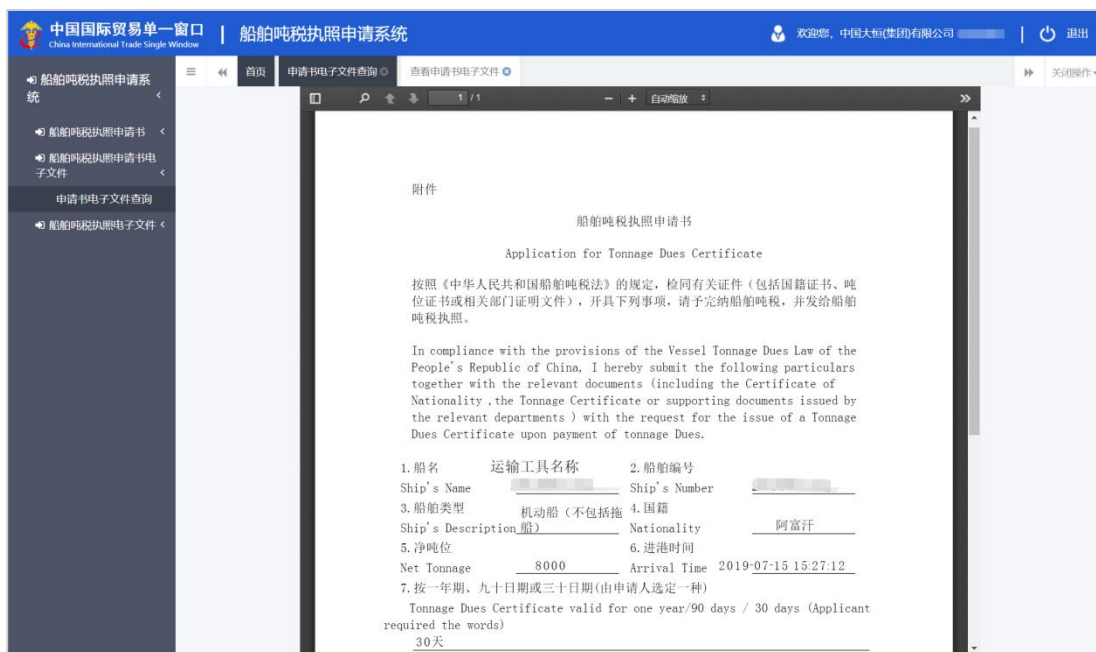 中国国际贸易单一窗口 | 船舶吨税执照申请系统
China International Trade Single Window
欢迎您，中国大恒(集团)有限公司
退出
船舶吨税执照申请系统
船舶吨税执照申请书
船舶吨税执照申请书电子文件
申请书电子文件查询
船舶吨税执照电子文件
首页 申请书电子文件查询 查看申请书电子文件
关闭操作
1 / 1
自动缩放
附件
船舶吨税执照申请书
Application for Tonnage Dues Certificate
按照《中华人民共和国船舶吨税法》的规定，检同有关证件（包括国籍证书、吨
位证书或相关部门证明文件），开具下列事项，请予完纳船舶吨税，并发给船舶
吨税执照。
In compliance with the provisions of the Vessel Tonnage Dues Law of the
People's Republic of China, I hereby submit the following particulars
together with the relevant documents (including the Certificate of
Nationality ,the Tonnage Certificate or supporting documents issued by
the relevant departments ) with the request for the issue of a Tonnage
Dues Certificate upon payment of tonnage Dues.
1.船名 运输工具名称 2.船舶编号
Ship's Name Ship's Number
3.船舶类型 机动船（不包括拖船） 4.国籍
Ship's Description Nationality 阿富汗
5.净吨位 6.进港时间
Net Tonnage 8000 Arrival Time 2019-07-15 15:27:12
7.按一年期、九十日期或三十日期(由申请人选定一种)
Tonnage Dues Certificate valid for one year/90 days / 30 days (Applicant
required the words)
30天